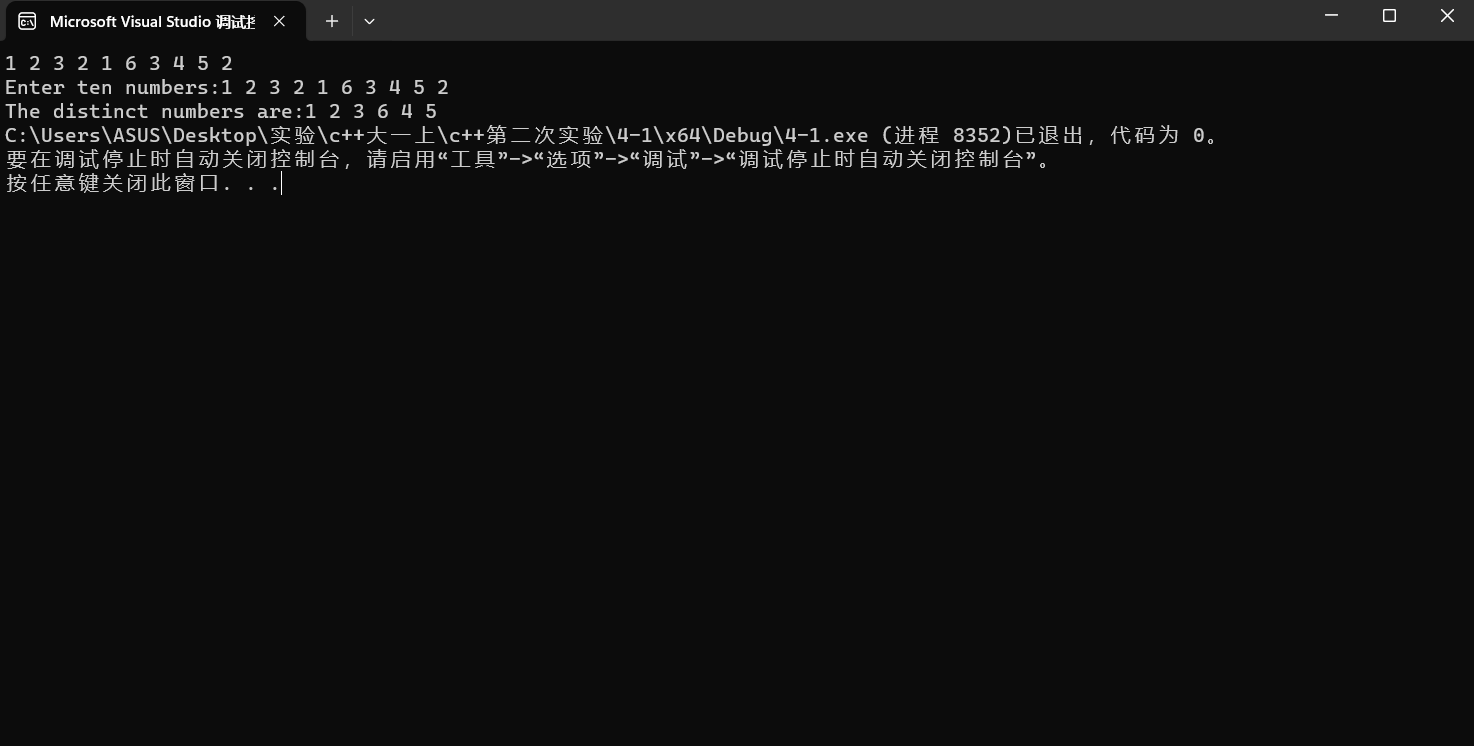 Microsoft Visual Studio 调试
1 2 3 2 1 6 3 4 5 2
Enter ten numbers:1 2 3 2 1 6 3 4 5 2
The distinct numbers are:1 2 3 6 4 5
C:\Users\ASUS\Desktop\实验\c++大一上\c++第二次实验\4-1\x64\Debug\4-1.exe (进程 8352)已退出，代码为 0。
要在调试停止时自动关闭控制台，请启用“工具”->“选项”->“调试”->“调试停止时自动关闭控制台”。
按任意键关闭此窗口. . .